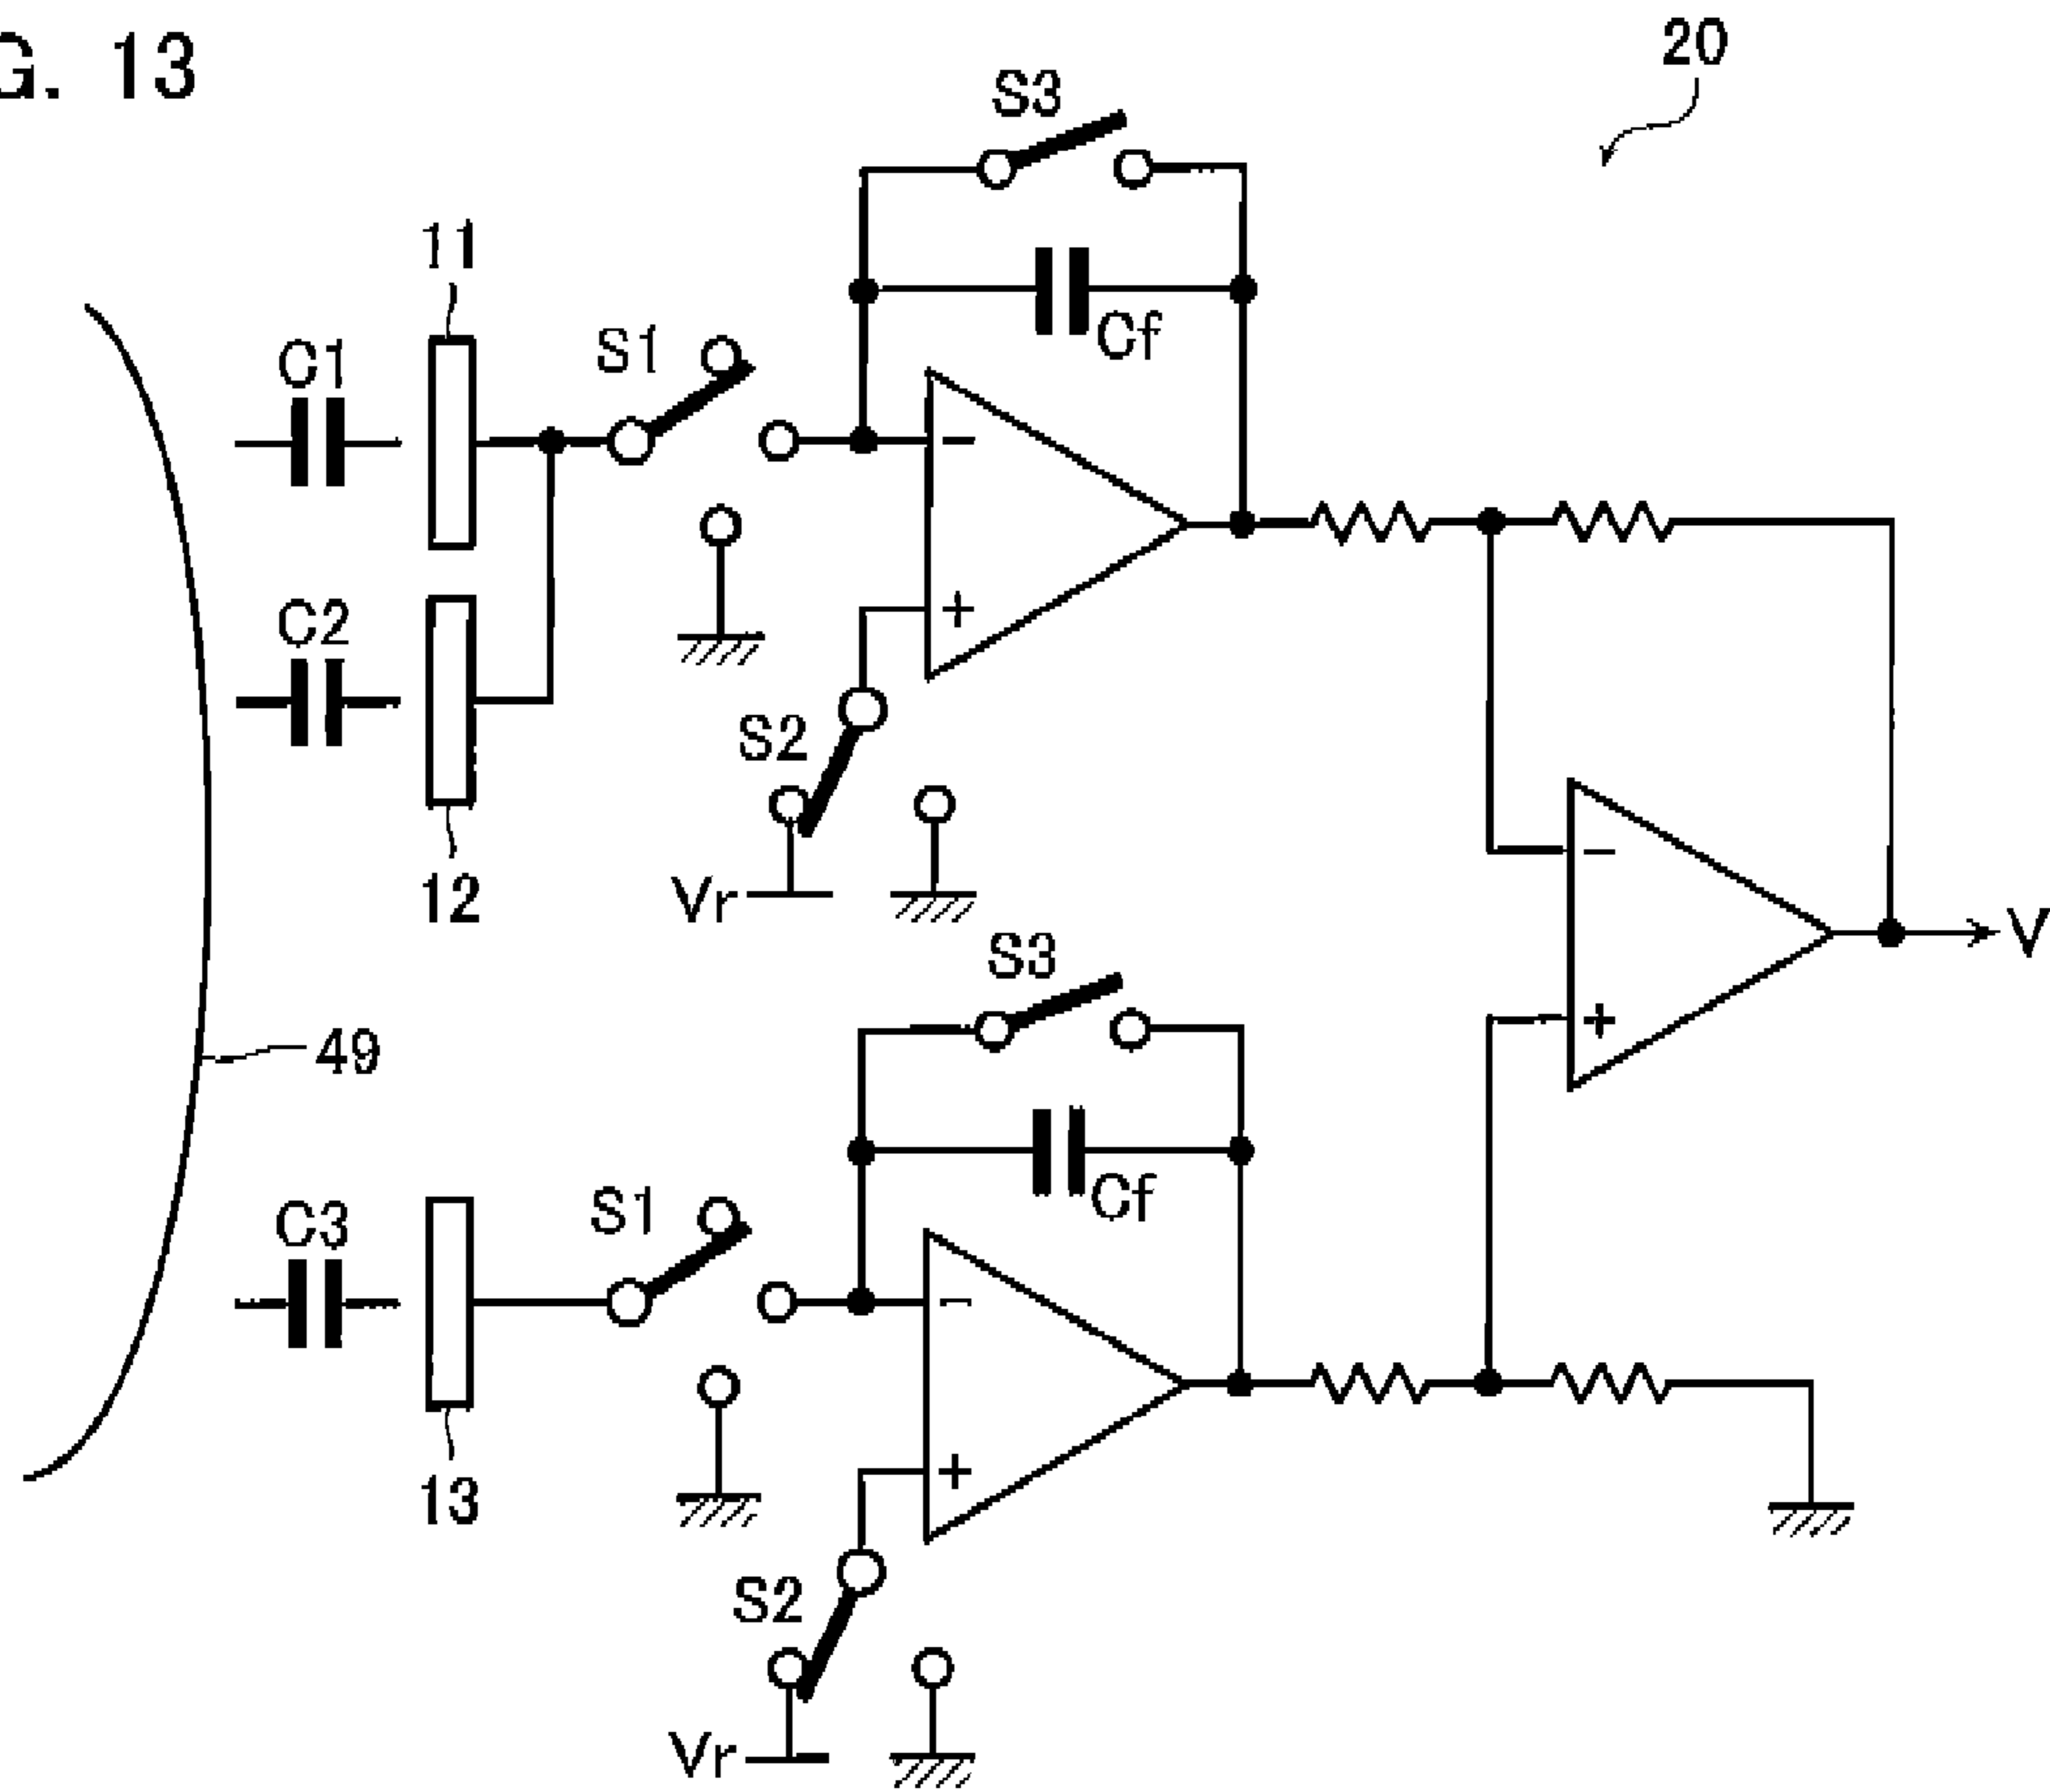 G. 13
20
S3
11
Cf
C1
S1
-
C2
+
S2
12
Vr
-
V
S3
+
49
Cf
C3
S1
-
13
+
S2
Vr